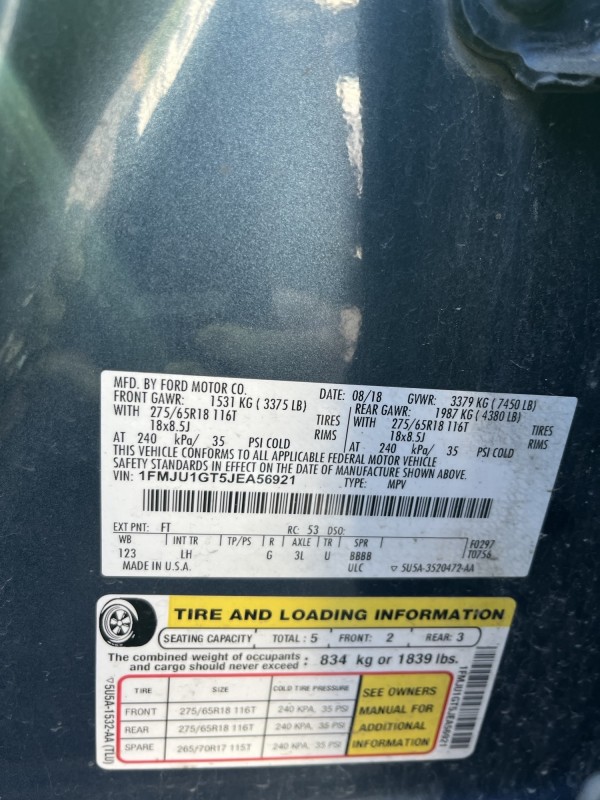 MFD. BY FORD MOTOR CO. DATE: 08/18 GVWR: 3379 KG ( 7450 LB)
FRONT GAWR: 1531 KG ( 3375 LB) REAR GAWR: 1987 KG ( 4380 LB)
WITH 275/65R18 116T TIRES WITH 275/65R18 116T TIRES
18x8.5J RIMS 18x8.5J RIMS
AT 240 kPa/ 35 PSI COLD AT 240 kPa/ 35 PSI COLD
THIS VEHICLE CONFORMS TO ALL APPLICABLE FEDERAL MOTOR VEHICLE
SAFETY STANDARDS IN EFFECT ON THE DATE OF MANUFACTURE SHOWN ABOVE.
VIN: 1FMJU1GT5JEA56921 TYPE: MPV
EXT PNT: FT RC: 53 DSO: F0297
WB INT TR TP/PS R AXLE TR SPR T0756
123 LH G 3L U BBBB
MADE IN U.S.A. ULC ▽ 5U5A-3520472-AA
TIRE AND LOADING INFORMATION
SEATING CAPACITY TOTAL : 5 FRONT: 2 REAR: 3
The combined weight of occupants and cargo should never exceed : 834 kg or 1839 lbs.
TIRE SIZE COLD TIRE PRESSURE
FRONT 275/65R18 116T 240 KPA, 35 PSI
REAR 275/65R18 116T 240 KPA, 35 PSI
SPARE 265/70R17 115T 240 KPA, 35 PSI
SEE OWNERS
MANUAL FOR
ADDITIONAL
INFORMATION
▽5U5A-1532-AA (TLU)
1FMJU1GT5JEA56921